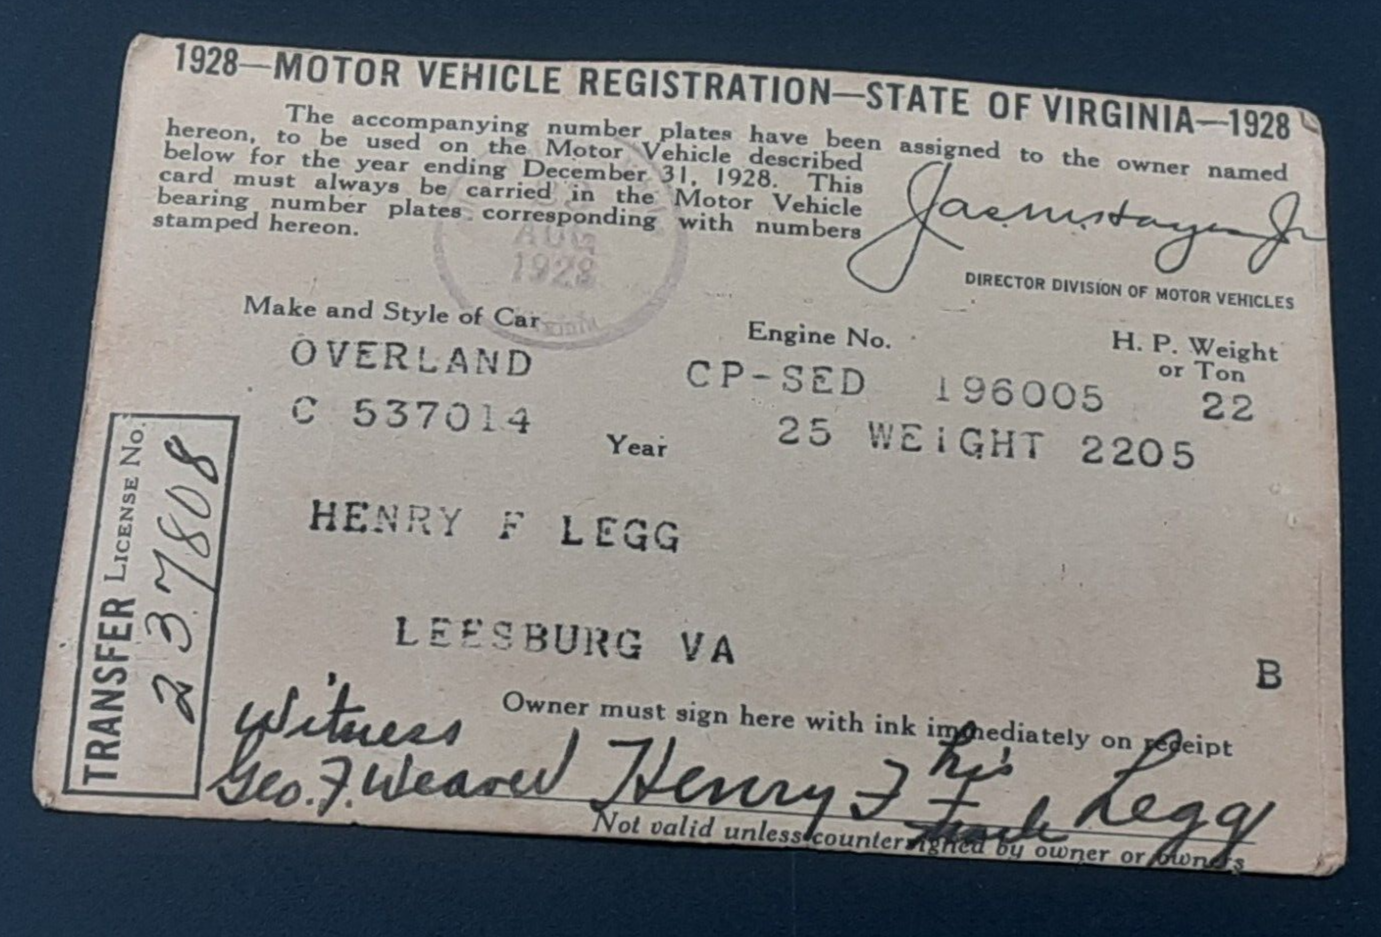 1928—MOTOR VEHICLE REGISTRATION—STATE OF VIRGINIA—1928
The accompanying number plates have been assigned to the owner named
hereon, to be used on the Motor Vehicle described
below for the year ending December 31, 1928. This
card must always be carried in the Motor Vehicle
bearing number plates corresponding with numbers
stamped hereon.
AUG
1928
DIRECTOR DIVISION OF MOTOR VEHICLES
Make and Style of Car
Engine No.
H. P. Weight
or Ton
OVERLAND
CP-SED 196005 22
C 537014
Year
25 WEIGHT 2205
HENRY F LEGG
LEESBURG VA
B
TRANSFER LICENSE No.
237808
Owner must sign here with ink immediately on receipt
Witness
Geo. F. Weaver
Henry F his Legg
Not valid unless countersigned by owner or owners